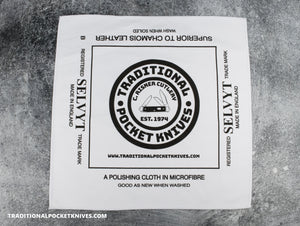 SUPERIOR TO CHAMOIS LEATHER
WASH WHEN SOILED
B
REGISTERED SELVYT TRADE MARK
MADE IN ENGLAND
TRADITIONAL
C. RISNER CUTLERY
EST. 1974
POCKET KNIVES
WWW.TRADITIONALPOCKETKNIVES.COM
REGISTERED SELVYT TRADE MARK
MADE IN ENGLAND
A POLISHING CLOTH IN MICROFIBRE
GOOD AS NEW WHEN WASHED
TRADITIONALPOCKETKNIVES.COM